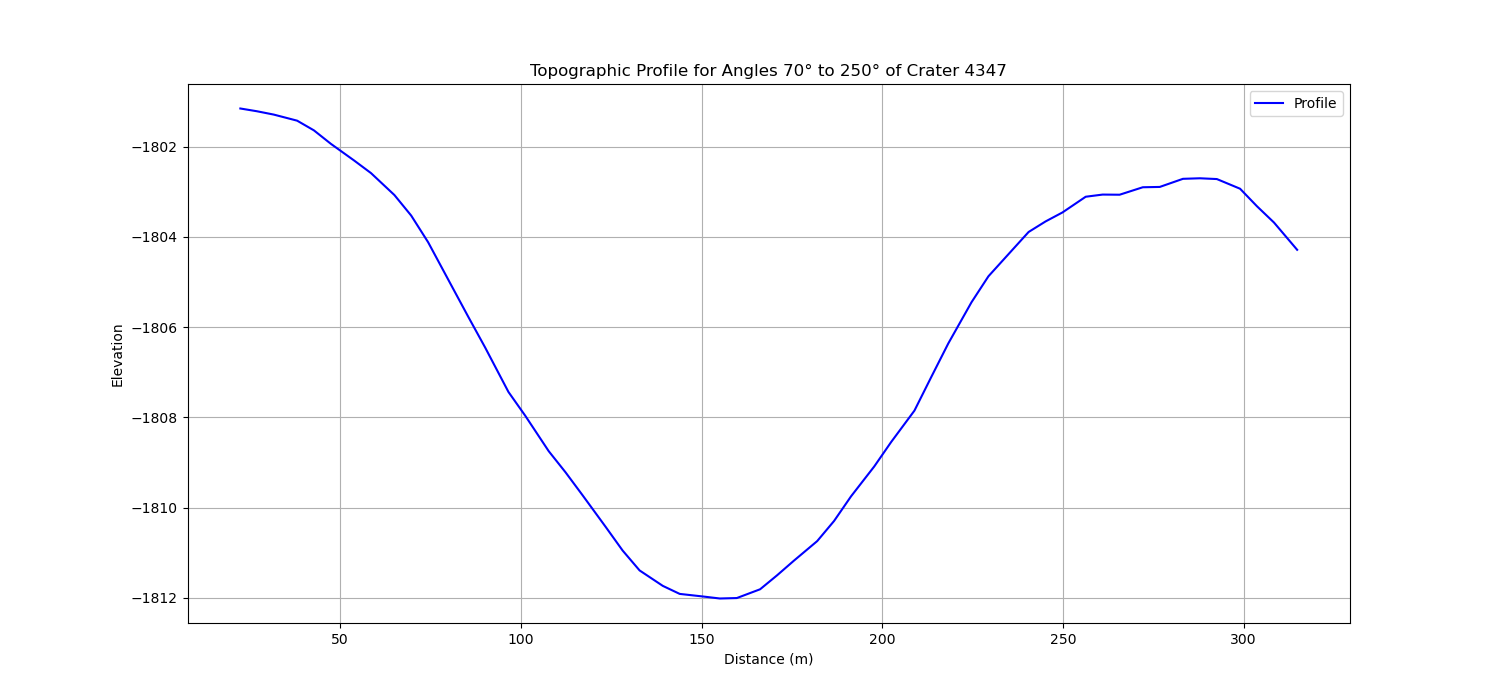 Topographic Profile for Angles 70° to 250° of Crater 4347
Profile
−1802
−1804
−1806
−1808
−1810
−1812
Elevation
50 100 150 200 250 300
Distance (m)